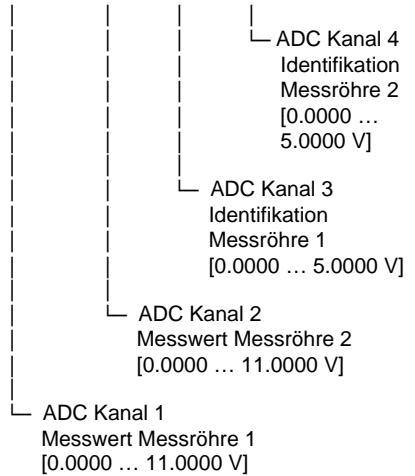 ADC Kanal 4
Identifikation
Messröhre 2
[0.0000 …
5.0000 V]
ADC Kanal 3
Identifikation
Messröhre 1
[0.0000 … 5.0000 V]
ADC Kanal 2
Messwert Messröhre 2
[0.0000 … 11.0000 V]
ADC Kanal 1
Messwert Messröhre 1
[0.0000 … 11.0000 V]